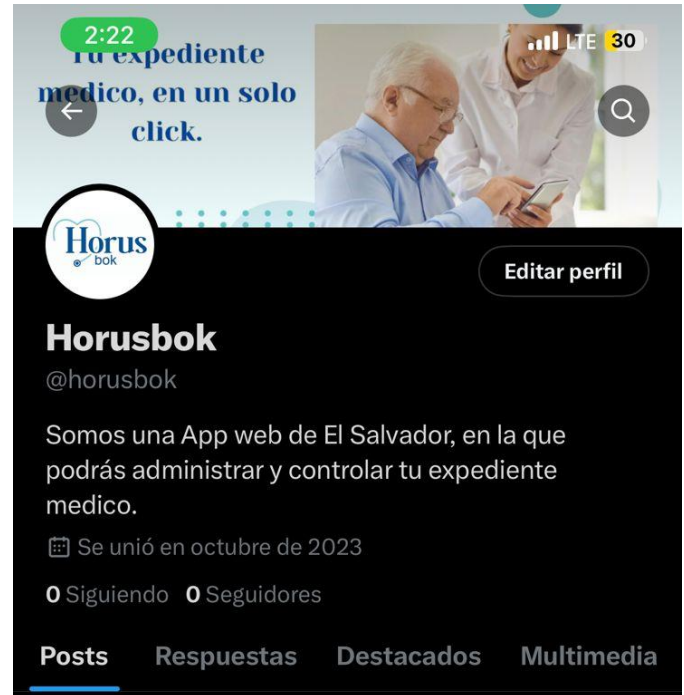 2:22
LTE 30
Tu expediente
medico, en un solo
click.
Horus
bok
Editar perfil
Horusbok
@horusbok
Somos una App web de El Salvador, en la que
podrás administrar y controlar tu expediente
medico.
Se unió en octubre de 2023
0 Siguiendo 0 Seguidores
Posts Respuestas Destacados Multimedia